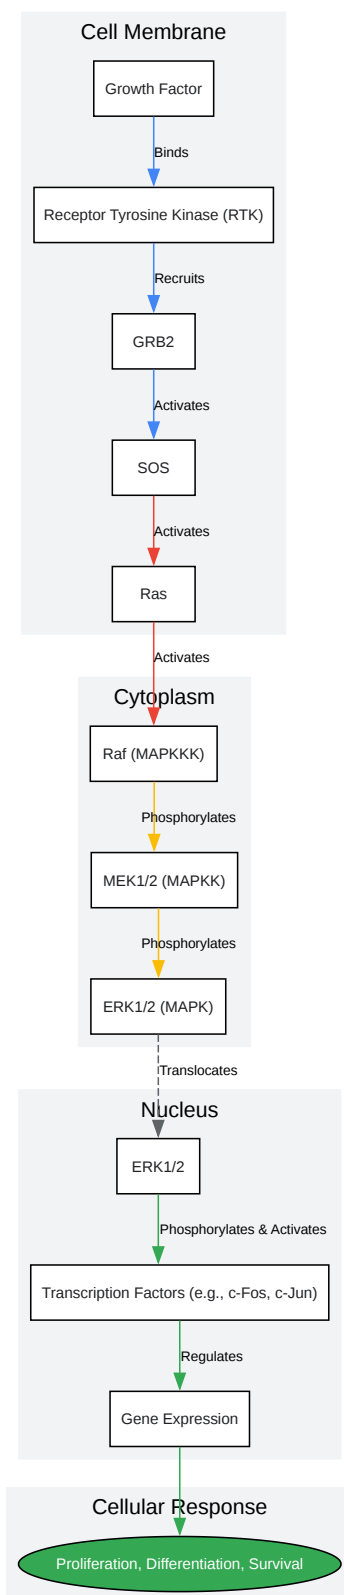 Cell Membrane
Growth Factor
Binds
Receptor Tyrosine Kinase (RTK)
Recruits
GRB2
Activates
SOS
Activates
Ras
Activates
Cytoplasm
Raf (MAPKKK)
Phosphorylates
MEK1/2 (MAPKK)
Phosphorylates
ERK1/2 (MAPK)
Translocates
Nucleus
ERK1/2
Phosphorylates & Activates
Transcription Factors (e.g., c-Fos, c-Jun)
Regulates
Gene Expression
Cellular Response
Proliferation, Differentiation, Survival